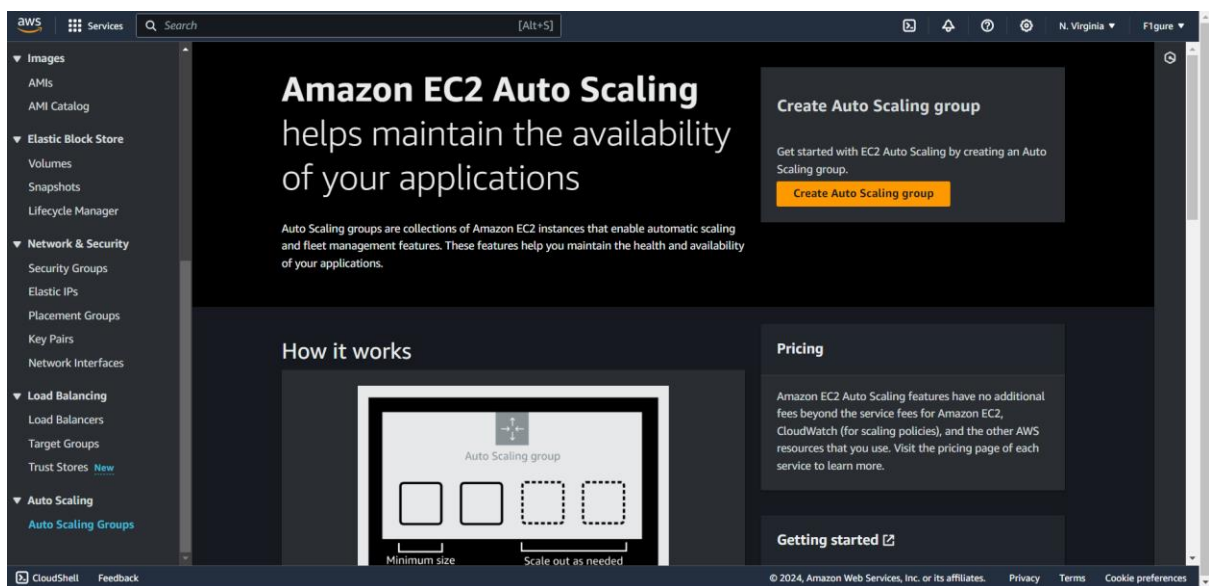 aws
Services
Search
[Alt+S]
N. Virginia
F1gure
Images
AMIs
AMI Catalog
Elastic Block Store
Volumes
Snapshots
Lifecycle Manager
Network & Security
Security Groups
Elastic IPs
Placement Groups
Key Pairs
Network Interfaces
Load Balancing
Load Balancers
Target Groups
Trust Stores New
Auto Scaling
Auto Scaling Groups
Amazon EC2 Auto Scaling
helps maintain the availability
of your applications
Auto Scaling groups are collections of Amazon EC2 instances that enable automatic scaling
and fleet management features. These features help you maintain the health and availability
of your applications.
Create Auto Scaling group
Get started with EC2 Auto Scaling by creating an Auto
Scaling group.
Create Auto Scaling group
How it works
Auto Scaling group
Minimum size
Scale out as needed
Pricing
Amazon EC2 Auto Scaling features have no additional
fees beyond the service fees for Amazon EC2,
CloudWatch (for scaling policies), and the other AWS
resources that you use. Visit the pricing page of each
service to learn more.
Getting started
CloudShell
Feedback
© 2024, Amazon Web Services, Inc. or its affiliates.
Privacy
Terms
Cookie preferences